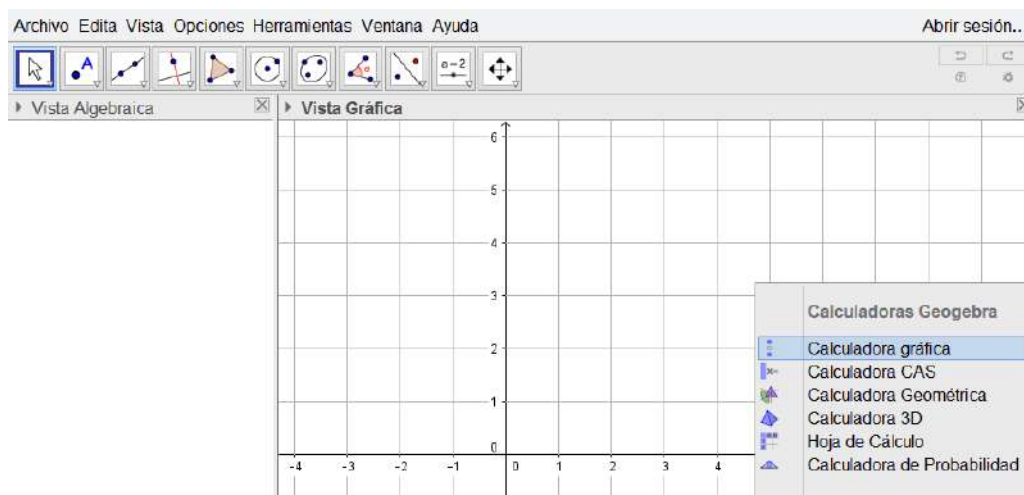 Archivo Edita Vista Opciones Herramientas Ventana Ayuda Abrir sesión..
A
α
a=2
Vista Algebraica Vista Gráfica
6
5
4
3
2
1
0
-4 -3 -2 -1 0 1 2 3 4
Calculadoras Geogebra
Calculadora gráfica
Calculadora CAS
Calculadora Geométrica
Calculadora 3D
Hoja de Cálculo
Calculadora de Probabilidad